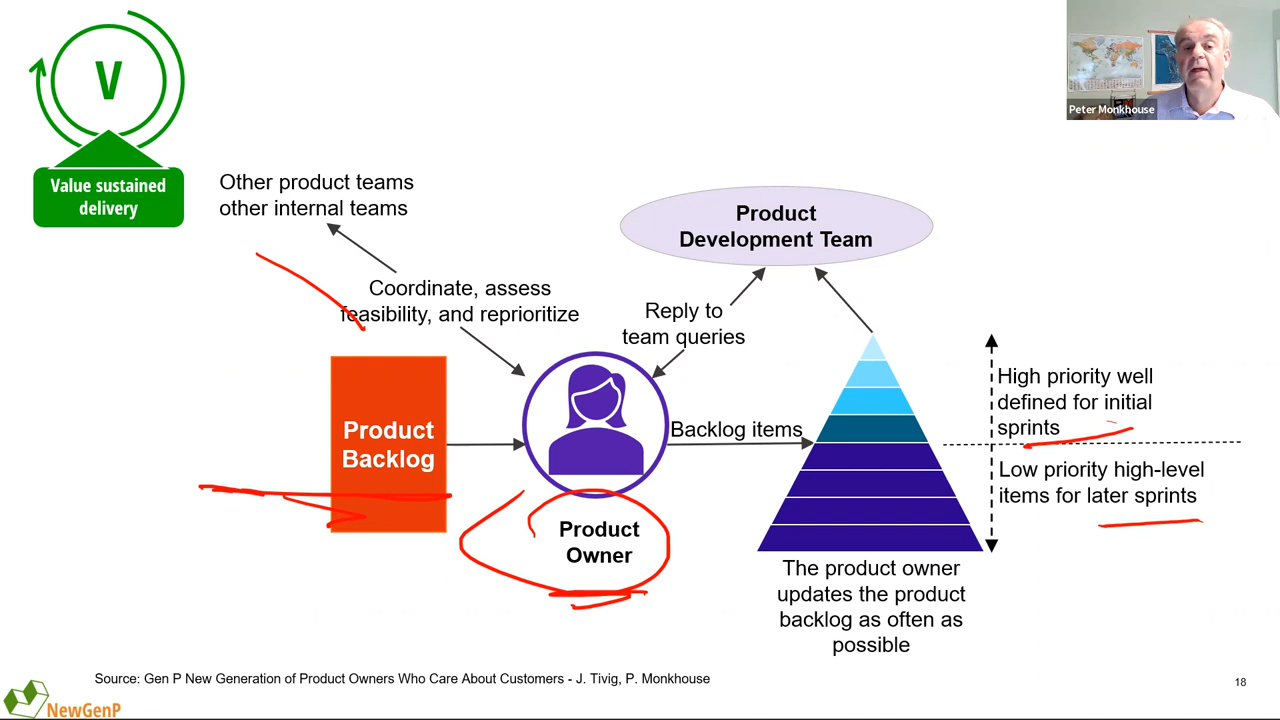 V
Value sustained
delivery
Peter Monkhouse
Other product teams
other internal teams
Product
Development Team
Coordinate, assess
feasibility, and reprioritize
Reply to
team queries
Product
Backlog
Backlog items
High priority well
defined for initial
sprints
Low priority high-level
items for later sprints
Product
Owner
The product owner
updates the product
backlog as often as
possible
Source: Gen P New Generation of Product Owners Who Care About Customers - J. Tivig, P. Monkhouse
18
NewGenP